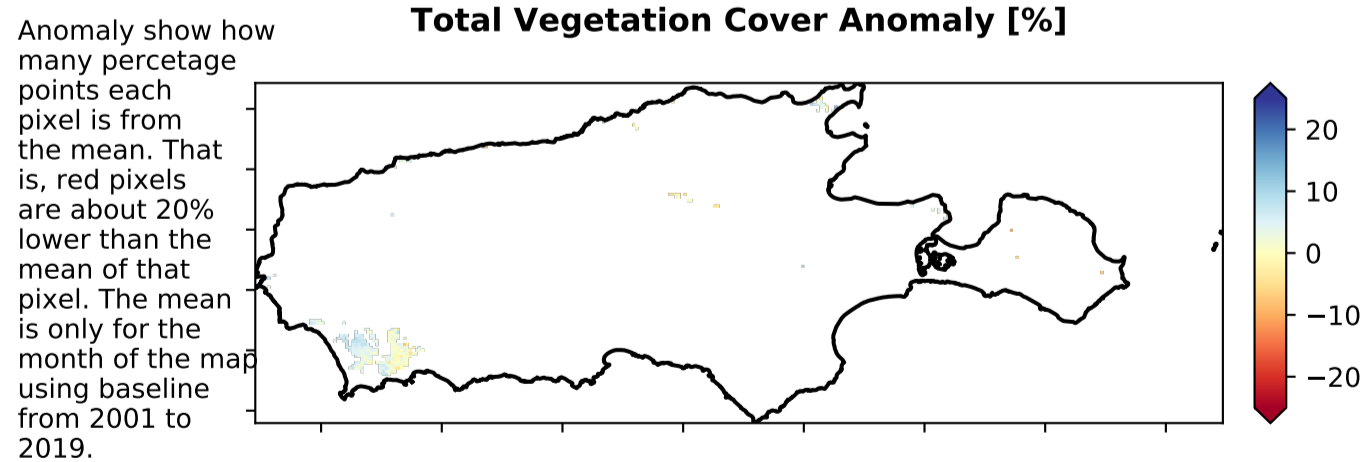 Total Vegetation Cover Anomaly [%]
Anomaly show how
many percetage
points each
pixel is from
the mean. That
is, red pixels
are about 20%
lower than the
mean of that
pixel. The mean
is only for the
month of the map
using baseline
from 2001 to
2019.
20
10
0
−10
−20